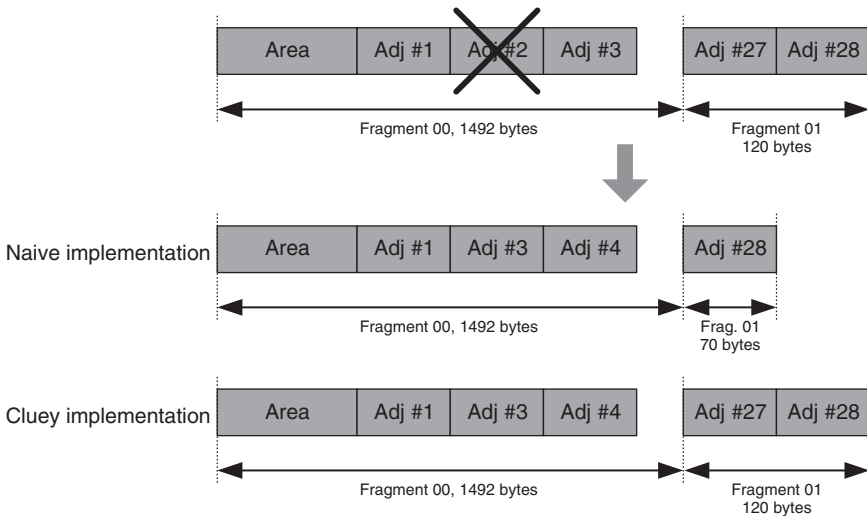 Area Adj #1 Adj #2 Adj #3 Adj #27 Adj #28
Fragment 00, 1492 bytes
Fragment 01
120 bytes
Naive implementation
Area Adj #1 Adj #3 Adj #4 Adj #28
Fragment 00, 1492 bytes
Frag. 01
70 bytes
Cluey implementation
Area Adj #1 Adj #3 Adj #4 Adj #27 Adj #28
Fragment 00, 1492 bytes
Fragment 01
120 bytes